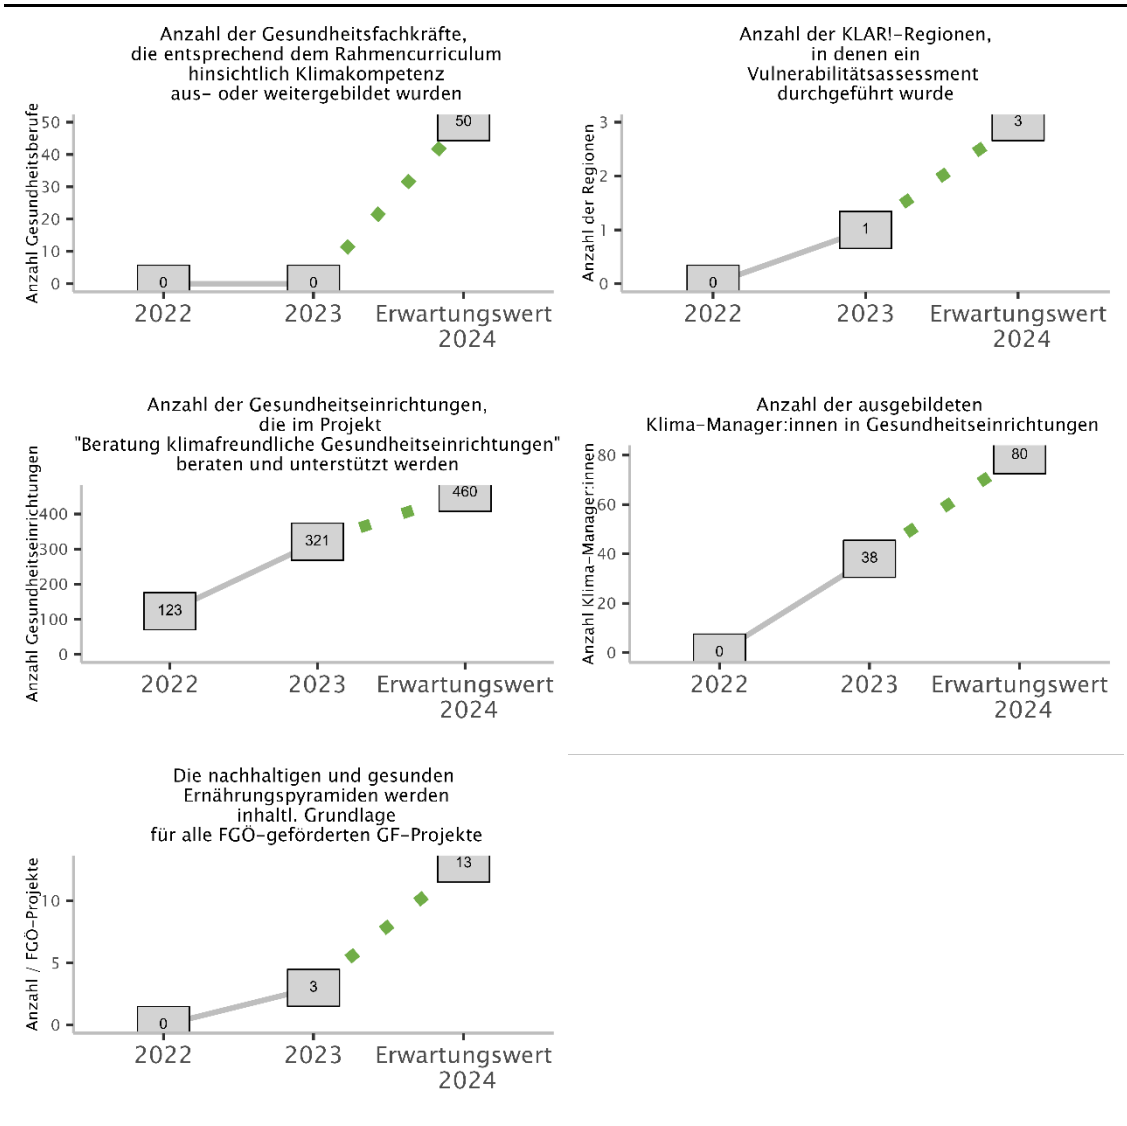 Anzahl der Gesundheitsfachkräfte,
die entsprechend dem Rahmencurriculum
hinsichtlich Klimakompetenz
aus- oder weitergebildet wurden
Anzahl Gesundheitsberufe
50
40
30
20
10
0
0
0
50
2022
2023
Erwartungswert
2024
Anzahl der KLAR!-Regionen,
in denen ein
Vulnerabilitätsassessment
durchgeführt wurde
Anzahl der Regionen
3
2
1
0
0
1
3
2022
2023
Erwartungswert
2024
Anzahl der Gesundheitseinrichtungen,
die im Projekt
"Beratung klimafreundliche Gesundheitseinrichtungen"
beraten und unterstützt werden
Anzahl Gesundheitseinrichtungen
400
300
200
100
0
123
321
460
2022
2023
Erwartungswert
2024
Anzahl der ausgebildeten
Klima-Manager:innen in Gesundheitseinrichtungen
Anzahl Klima-Manager:innen
80
60
40
20
0
0
38
80
2022
2023
Erwartungswert
2024
Die nachhaltigen und gesunden
Ernährungspyramiden werden
inhaltl. Grundlage
für alle FGÖ-geförderten GF-Projekte
Anzahl / FGÖ-Projekte
10
5
0
0
3
13
2022
2023
Erwartungswert
2024